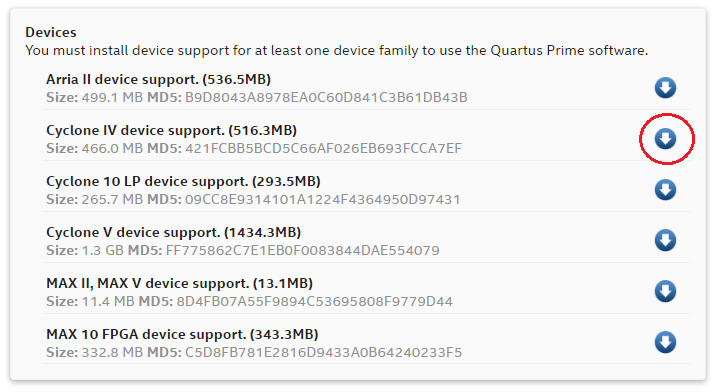 Devices
You must install device support for at least one device family to use the Quartus Prime software.
Arria II device support. (536.5MB)
Size: 499.1 MB MD5: B9D8043A8978EA0C60D841C3B61DB43B
Cyclone IV device support. (516.3MB)
Size: 466.0 MB MD5: 421FCBB5BCD5C66AF026EB693FCCA7EF
Cyclone 10 LP device support. (293.5MB)
Size: 265.7 MB MD5: 09CC8E9314101A1224F4364950D97431
Cyclone V device support. (1434.3MB)
Size: 1.3 GB MD5: FF775862C7E1EB0F0083844DAE554079
MAX II, MAX V device support. (13.1MB)
Size: 11.4 MB MD5: 8D4FB07A55F9894C53695808F9779D44
MAX 10 FPGA device support. (343.3MB)
Size: 332.8 MB MD5: C5D8FB781E2816D9433A0B64240233F5